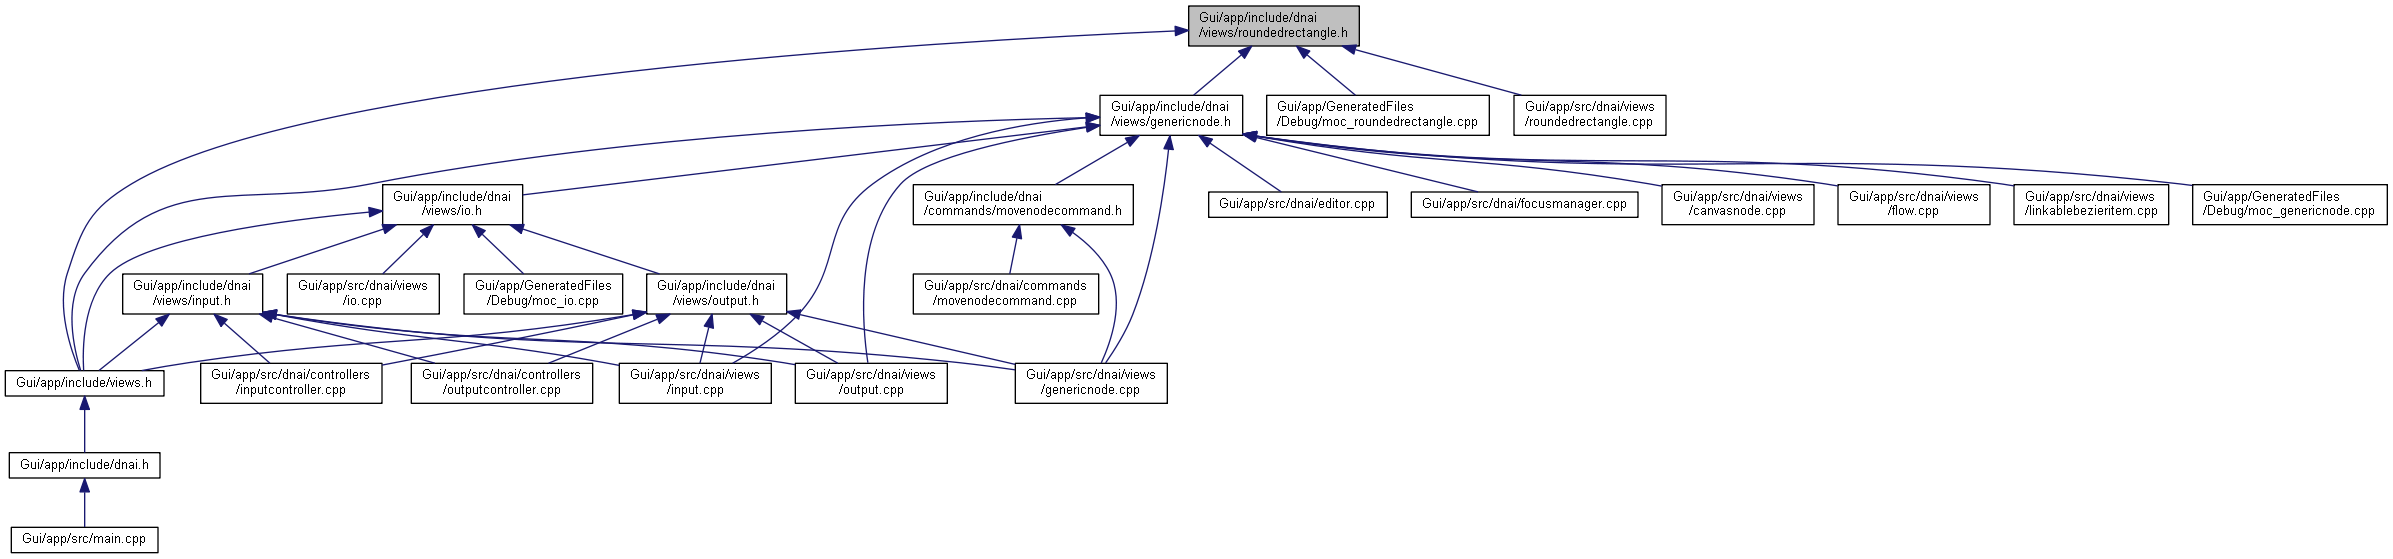 Gui/app/include/dnai
/views/roundedrectangle.h
Gui/app/include/dnai
/views/genericnode.h
Gui/app/GeneratedFiles
/Debug/moc_roundedrectangle.cpp
Gui/app/src/dnai/views
/roundedrectangle.cpp
Gui/app/include/dnai
/views/io.h
Gui/app/include/dnai
/commands/movenodecommand.h
Gui/app/src/dnai/editor.cpp
Gui/app/src/dnai/focusmanager.cpp
Gui/app/src/dnai/views
/canvasnode.cpp
Gui/app/src/dnai/views
/flow.cpp
Gui/app/src/dnai/views
/linkablebezieritem.cpp
Gui/app/GeneratedFiles
/Debug/moc_genericnode.cpp
Gui/app/include/dnai
/views/input.h
Gui/app/src/dnai/views
/io.cpp
Gui/app/GeneratedFiles
/Debug/moc_io.cpp
Gui/app/include/dnai
/views/output.h
Gui/app/src/dnai/commands
/movenodecommand.cpp
Gui/app/include/views.h
Gui/app/src/dnai/controllers
/inputcontroller.cpp
Gui/app/src/dnai/controllers
/outputcontroller.cpp
Gui/app/src/dnai/views
/input.cpp
Gui/app/src/dnai/views
/output.cpp
Gui/app/src/dnai/views
/genericnode.cpp
Gui/app/include/dnai.h
Gui/app/src/main.cpp